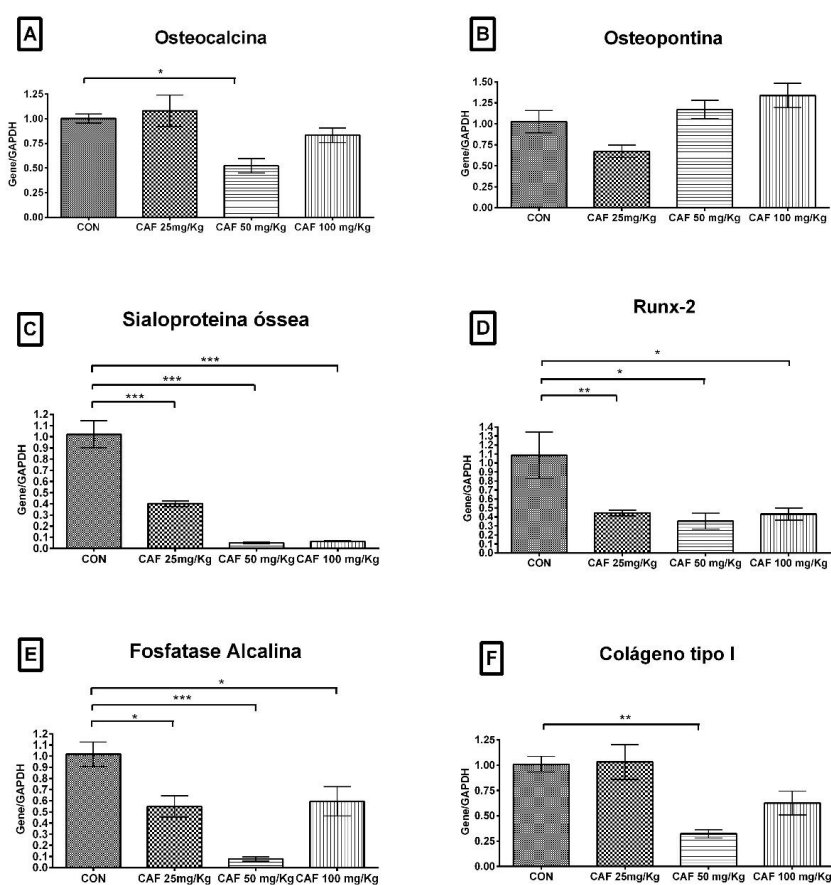 A
Osteocalcina
*
Gene/GAPDH
1.25
1.00
0.75
0.50
0.25
0.00
CON CAF 25mg/Kg CAF 50 mg/Kg CAF 100 mg/Kg
B
Osteopontina
Gene/GAPDH
1.50
1.25
1.00
0.75
0.50
0.25
0.00
CON CAF 25mg/Kg CAF 50 mg/Kg CAF 100 mg/Kg
C
Sialoproteina óssea
***
***
***
Gene/GAPDH
1.2
1.1
1.0
0.9
0.8
0.7
0.6
0.5
0.4
0.3
0.2
0.1
0.0
CON CAF 25mg/Kg CAF 50 mg/Kg CAF 100 mg/Kg
D
Runx-2
*
*
**
Gene/GAPDH
1.4
1.3
1.2
1.1
1.0
0.9
0.8
0.7
0.6
0.5
0.4
0.3
0.2
0.1
0.0
CON CAF 25mg/Kg CAF 50 mg/Kg CAF 100 mg/Kg
E
Fosfatase Alcalina
*
***
*
Gene/GAPDH
1.2
1.1
1.0
0.9
0.8
0.7
0.6
0.5
0.4
0.3
0.2
0.1
0.0
CON CAF 25mg/Kg CAF 50 mg/Kg CAF 100 mg/Kg
F
Colágeno tipo I
**
Gene/GAPDH
1.25
1.00
0.75
0.50
0.25
0.00
CON CAF 25mg/Kg CAF 50 mg/Kg CAF 100 mg/Kg